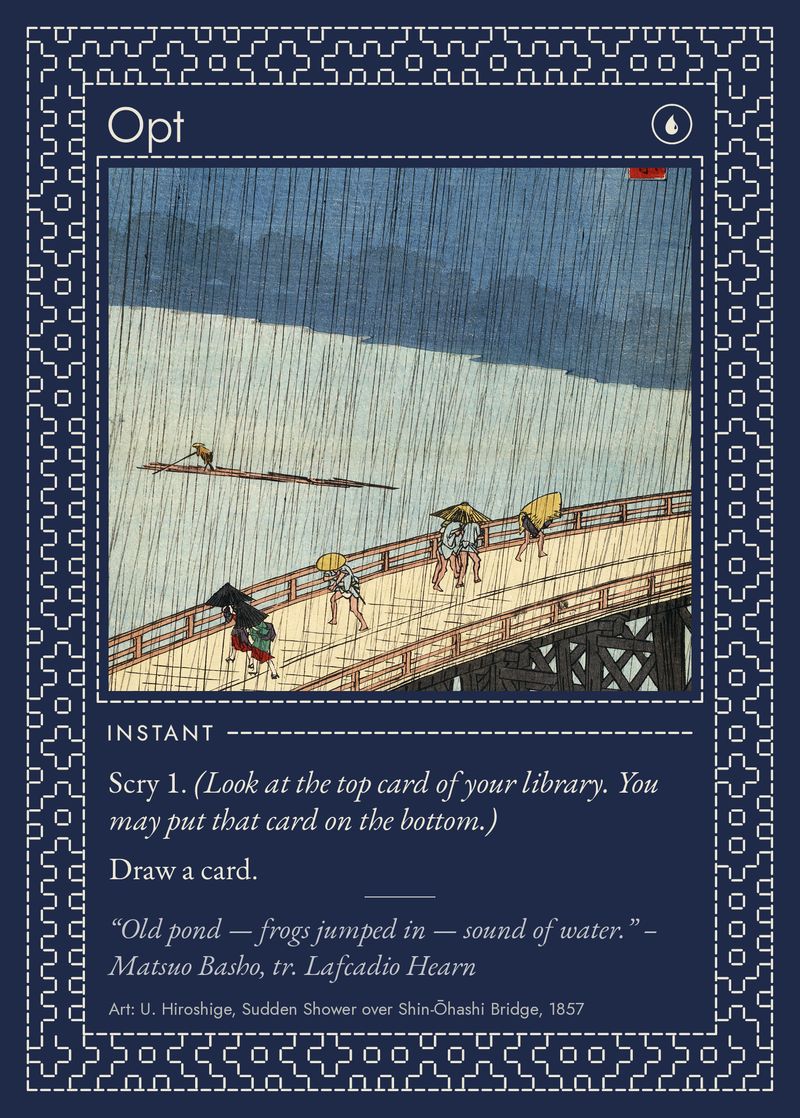 Opt
INSTANT
Scry 1. (Look at the top card of your library. You
may put that card on the bottom.)
Draw a card.
“Old pond — frogs jumped in — sound of water.” –
Matsuo Basho, tr. Lafcadio Hearn
Art: U. Hiroshige, Sudden Shower over Shin-Ōhashi Bridge, 1857